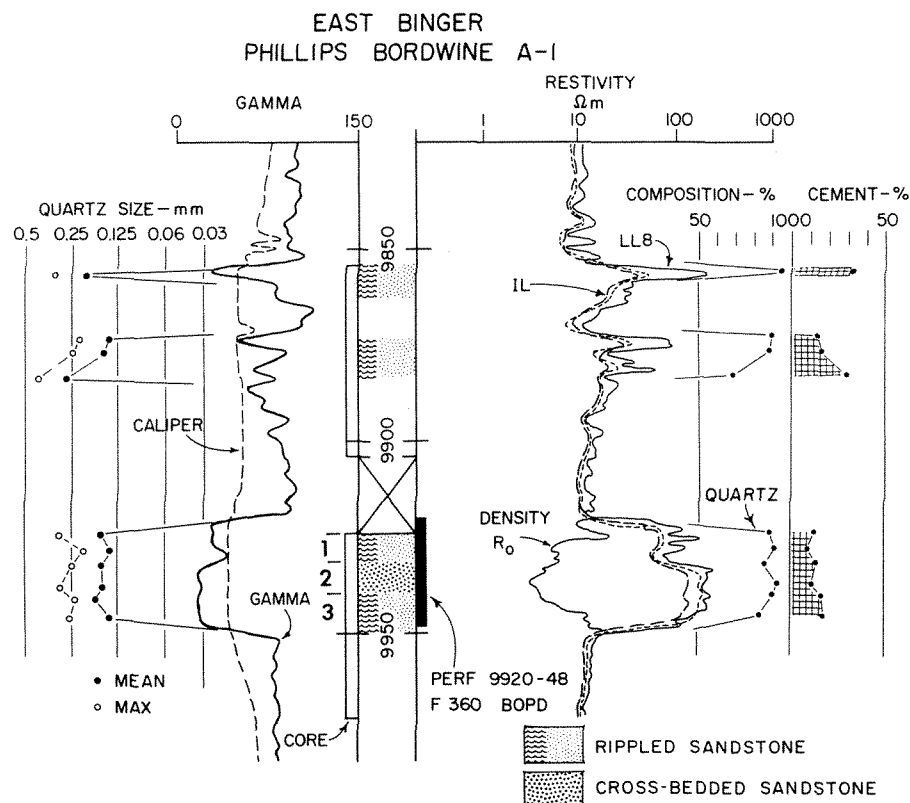 EAST BINGER
PHILLIPS BORDWINE A-1
GAMMA
0 150
RESTIVITY
Ωm
1 10 100 1000
QUARTZ SIZE-mm
0.5 0.25 0.125 0.06 0.03
COMPOSITION-% CEMENT-%
50 100 0 50
9850
LL8
IL
CALIPER
9900
QUARTZ
DENSITY
Ro
1
2
3
GAMMA
9950
MEAN
MAX
CORE
PERF 9920-48
F 360 BOPD
RIPPLED SANDSTONE
CROSS-BEDDED SANDSTONE